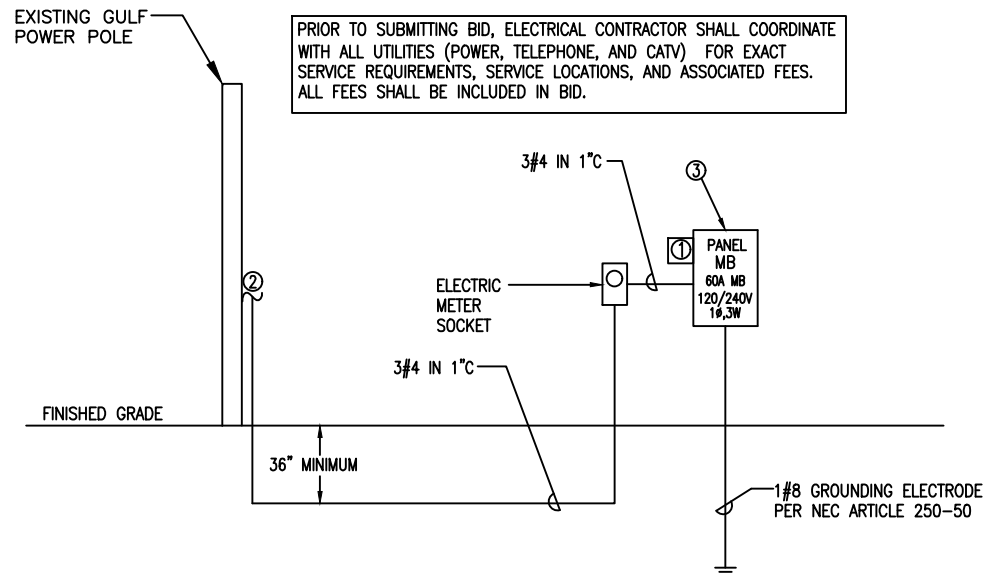 EXISTING GULF
POWER POLE
PRIOR TO SUBMITTING BID, ELECTRICAL CONTRACTOR SHALL COORDINATE
WITH ALL UTILITIES (POWER, TELEPHONE, AND CATV) FOR EXACT
SERVICE REQUIREMENTS, SERVICE LOCATIONS, AND ASSOCIATED FEES.
ALL FEES SHALL BE INCLUDED IN BID.
3#4 IN 1"C
3
1
PANEL
MB
60A MB
120/240V
1ø,3W
2
ELECTRIC
METER
SOCKET
3#4 IN 1"C
FINISHED GRADE
36" MINIMUM
1#8 GROUNDING ELECTRODE
PER NEC ARTICLE 250-50